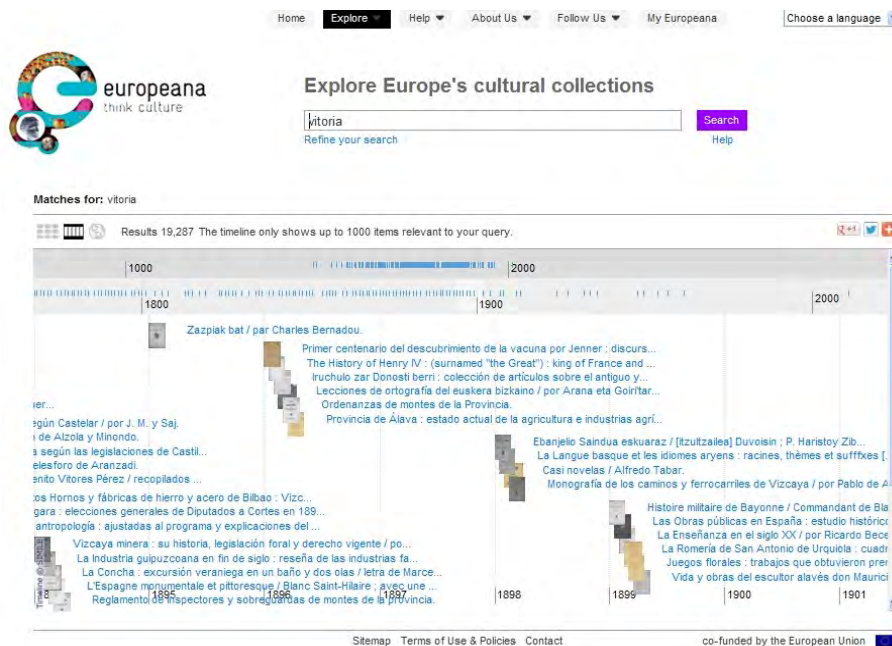 Home Explore Help About Us Follow Us My Europeana Choose a language
europeana
think culture
Explore Europe's cultural collections
vitoria
Search
Refine your search
Help
Matches for: vitoria
Results 19,287 The timeline only shows up to 1000 items relevant to your query.
+1
1000 2000
1800 1900 2000
Zazpiak bat / par Charles Bernadou.
Primer centenario del descubrimiento de la vacuna por Jenner : discurs...
The History of Henry IV : (surnamed "the Great") : king of France and ...
Iruchulo zar Donosti berri : colección de artículos sobre el antiguo y...
Lecciones de ortografía del euskera bizkaino / por Arana eta Goiri'tar...
Ordenanzas de montes de la Provincia.
Provincia de Álava : estado actual de la agricultura e industrias agrí...
egún Castelar / por J. M. y Saj.
de Alzola y Minondo.
a según las legislaciones de Castil...
elesforo de Aranzadi.
enito Vitores Pérez / recopilados ...
os Hornos y fábricas de hierro y acero de Bilbao : Vizc...
gara : elecciones generales de Diputados a Cortes en 189...
antropología : ajustadas al programa y explicaciones del ...
Ebanjelio Saindua eskuaraz / [itzultzailea] Duvoisin ; P. Haristoy Zib...
La Langue basque et les idiomes aryens : racines, thèmes et sufffxes [.
Casi novelas / Alfredo Tabar.
Monografía de los caminos y ferrocarriles de Vizcaya / por Pablo de A
Histoire militaire de Bayonne / Commandant de Bla
Las Obras públicas en España : estudio históric
La Enseñanza en el siglo XX / por Ricardo Bece
La Romería de San Antonio de Urquiola : cuadr
Juegos florales : trabajos que obtuvieron prer
Vida y obras del escultor alavés don Maurici
Vizcaya minera : su historia, legislación foral y derecho vigente / po...
La Industria guipuzcoana en fin de siglo : reseña de las industrias fa...
La Concha : excursión veraniega en un baño y dos olas / letra de Marce...
L'Espagne monumentale et pittoresque / Blanc Saint-Hilaire ; avec une ...
Reglamento de inspectores y sobreguardas de montes de la provincia.
Timeline © SIMILE
1895 1896 1897 1898 1899 1900 1901
Sitemap Terms of Use & Policies Contact co-funded by the European Union